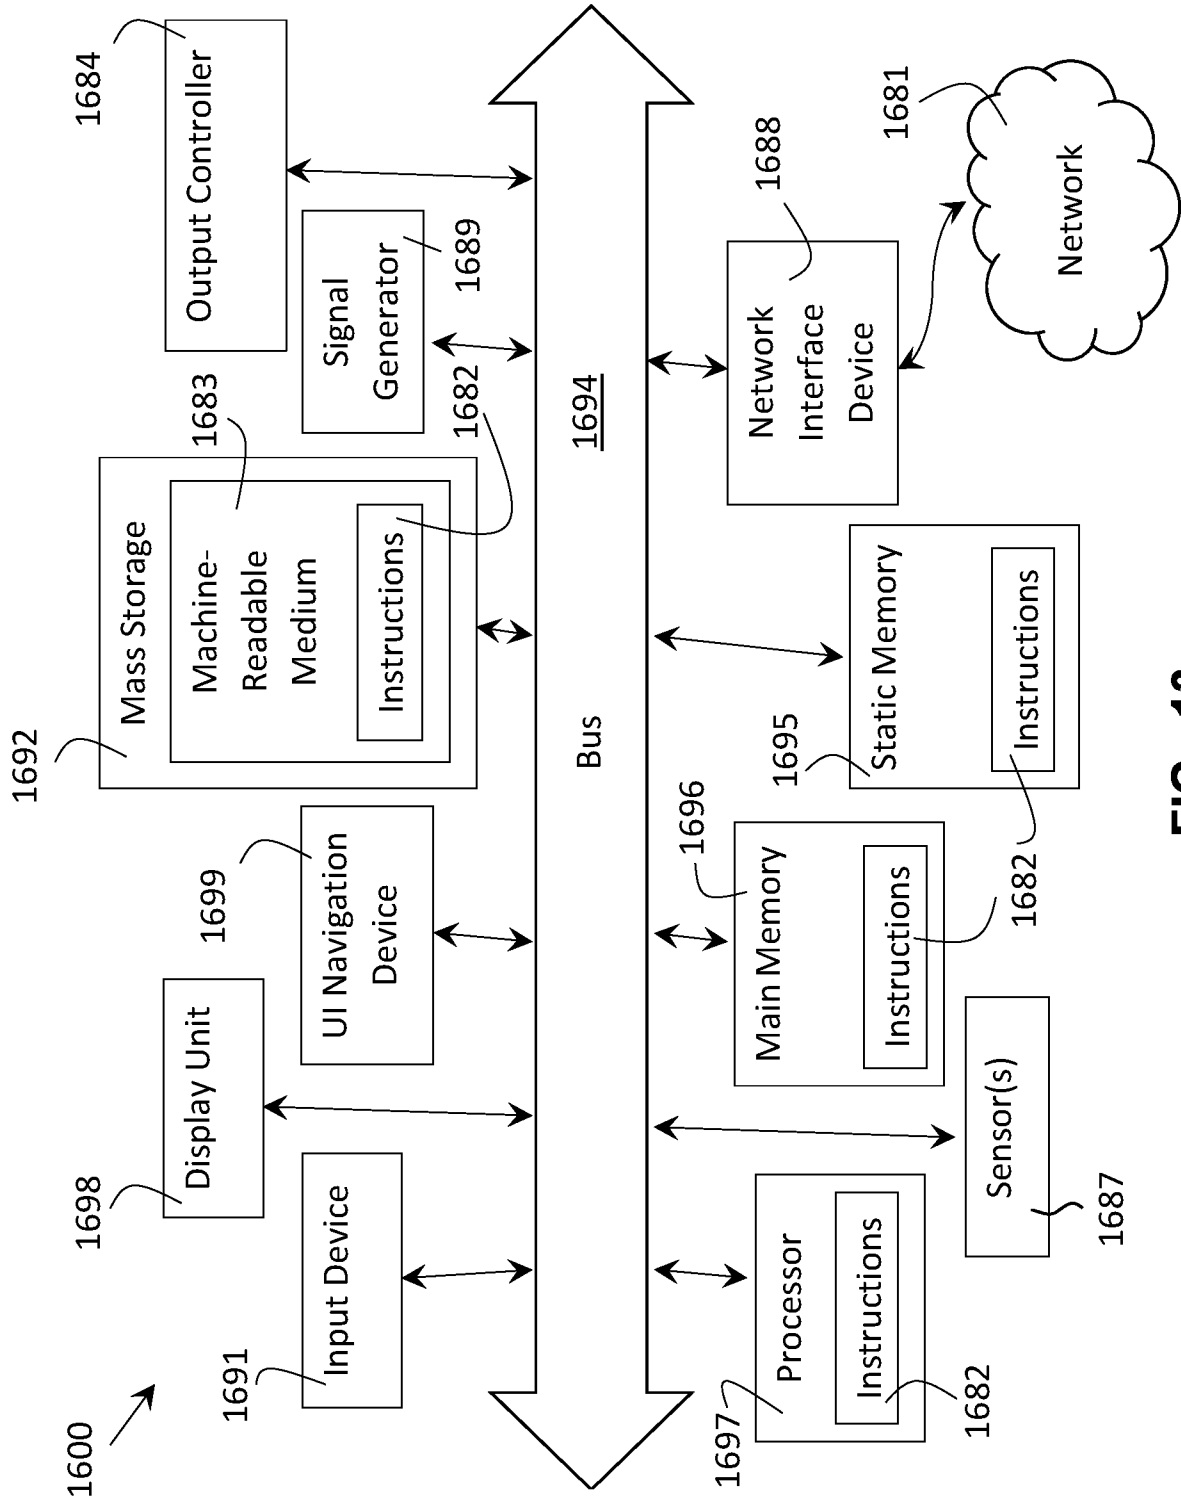 1600
1691
Input Device
1698
Display Unit
1699
UI Navigation
Device
1692
Mass Storage
1683
Machine-
Readable
Medium
Instructions
1682
1684
Output Controller
Signal
Generator
1689
Bus
1694
1697
Processor
Instructions
1682
Sensor(s)
1687
1696
Main Memory
Instructions
1682
1695
Static Memory
Instructions
1688
Network
Interface
Device
1681
Network